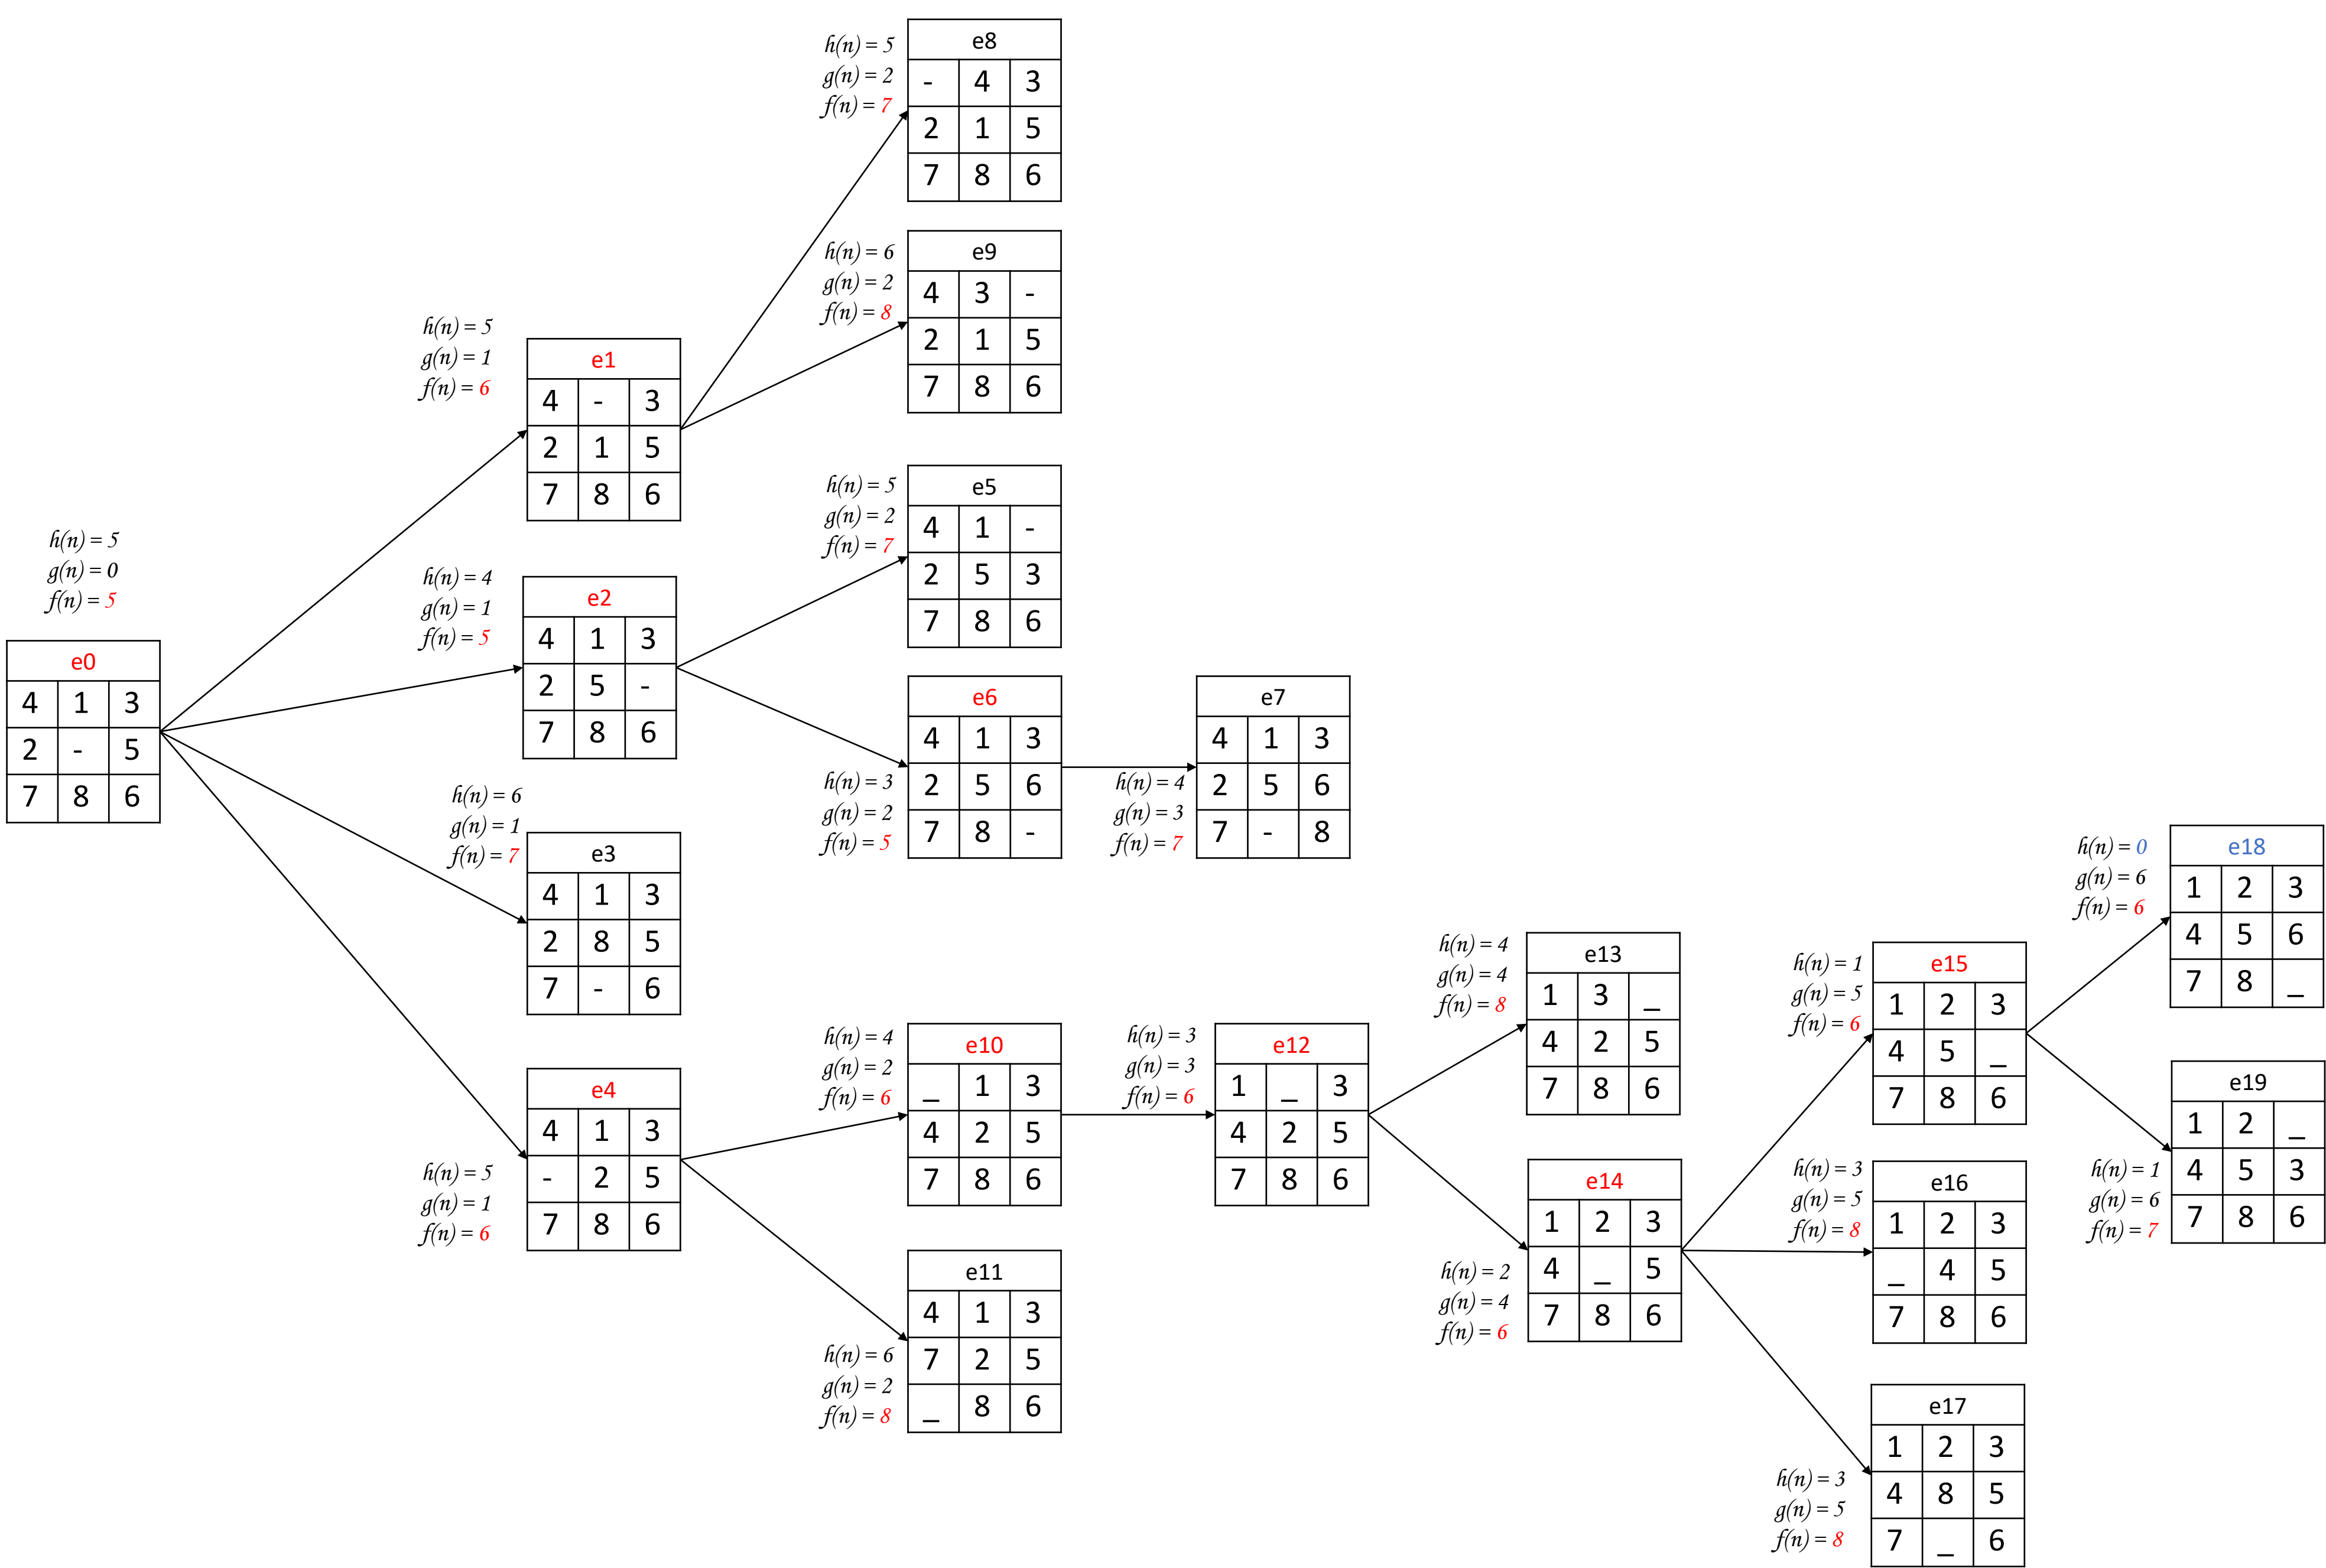 h(n) = 5
g(n) = 0
f(n) = 5
e0
4 1 3
2 - 5
7 8 6
h(n) = 5
g(n) = 1
f(n) = 6
e1
4 - 3
2 1 5
7 8 6
h(n) = 4
g(n) = 1
f(n) = 5
e2
4 1 3
2 5 -
7 8 6
h(n) = 6
g(n) = 1
f(n) = 7
e3
4 1 3
2 8 5
7 - 6
h(n) = 5
g(n) = 1
f(n) = 6
e4
4 1 3
- 2 5
7 8 6
h(n) = 5
g(n) = 2
f(n) = 7
e8
- 4 3
2 1 5
7 8 6
h(n) = 6
g(n) = 2
f(n) = 8
e9
4 3 -
2 1 5
7 8 6
h(n) = 5
g(n) = 2
f(n) = 7
e5
4 1 -
2 5 3
7 8 6
h(n) = 3
g(n) = 2
f(n) = 5
e6
4 1 3
2 5 6
7 8 -
h(n) = 4
g(n) = 3
f(n) = 7
e7
4 1 3
2 5 6
7 - 8
h(n) = 4
g(n) = 2
f(n) = 6
e10
_ 1 3
4 2 5
7 8 6
h(n) = 6
g(n) = 2
f(n) = 8
e11
4 1 3
7 2 5
_ 8 6
h(n) = 3
g(n) = 3
f(n) = 6
e12
1 _ 3
4 2 5
7 8 6
h(n) = 4
g(n) = 4
f(n) = 8
e13
1 3 _
4 2 5
7 8 6
h(n) = 2
g(n) = 4
f(n) = 6
e14
1 2 3
4 _ 5
7 8 6
h(n) = 1
g(n) = 5
f(n) = 6
e15
1 2 3
4 5 _
7 8 6
h(n) = 3
g(n) = 5
f(n) = 8
e16
1 2 3
_ 4 5
7 8 6
h(n) = 3
g(n) = 5
f(n) = 8
e17
1 2 3
4 8 5
7 _ 6
h(n) = 0
g(n) = 6
f(n) = 6
e18
1 2 3
4 5 6
7 8 _
h(n) = 1
g(n) = 6
f(n) = 7
e19
1 2 _
4 5 3
7 8 6